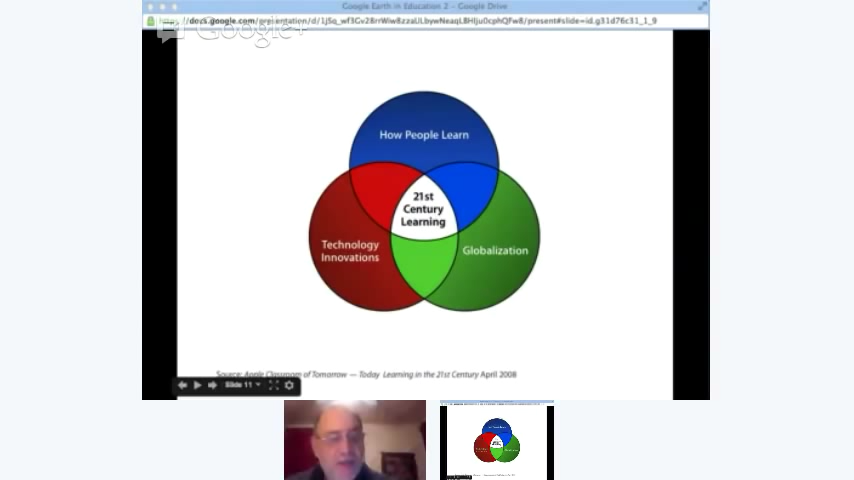 Google Earth in Education 2 - Google Drive
Google+
How People Learn
21st
Century
Learning
Technology
Innovations
Globalization
Source: Apple Classroom of Tomorrow — Today Learning in the 21st Century April 2008
Slide 11